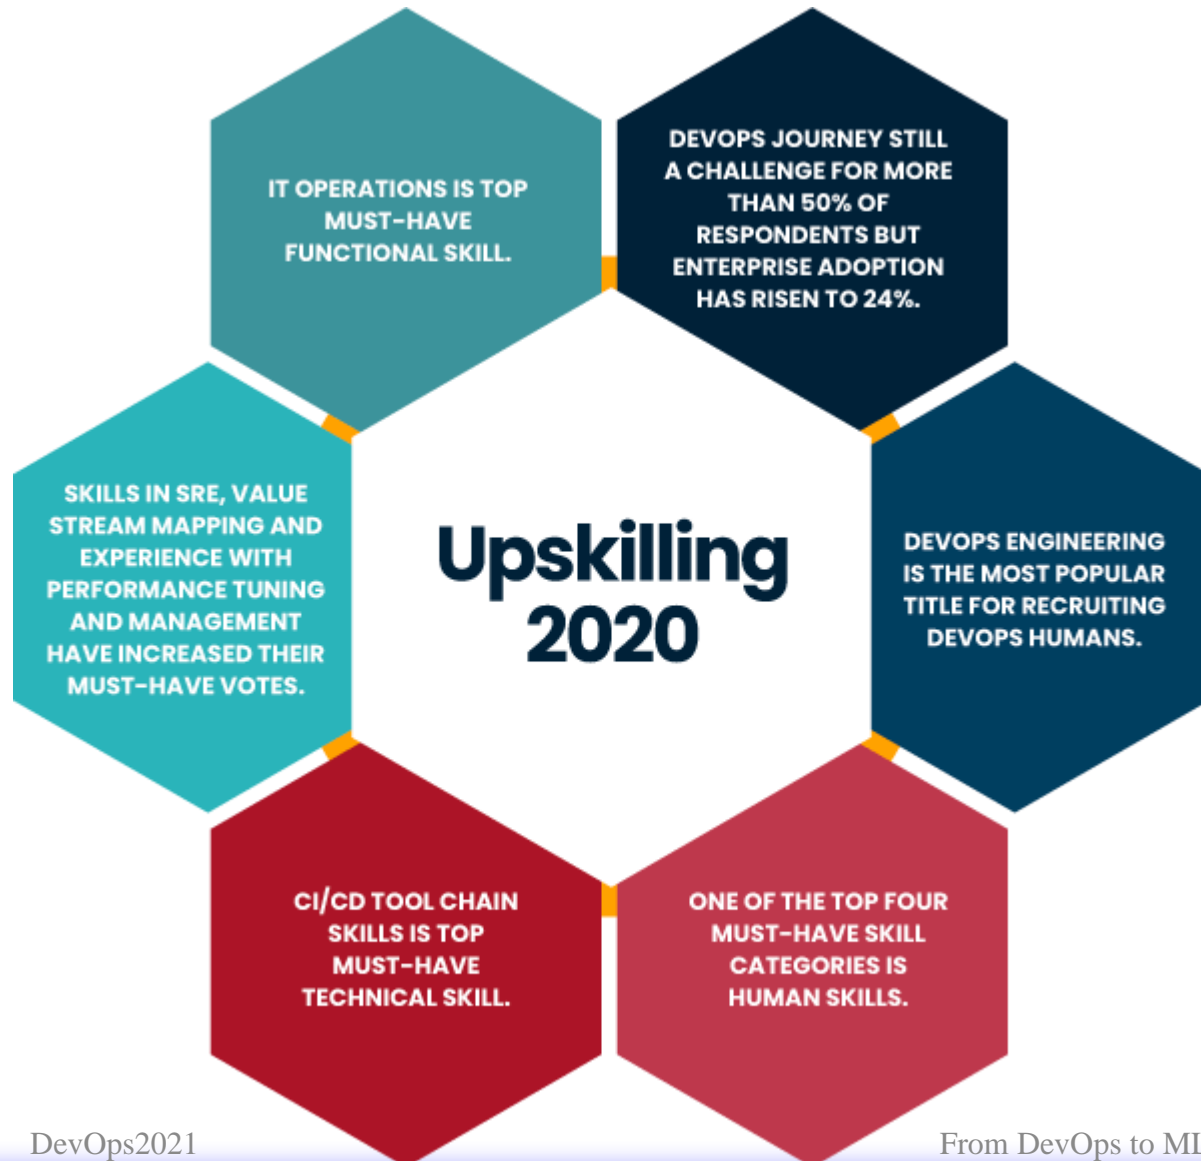 IT OPERATIONS IS TOP
MUST-HAVE
FUNCTIONAL SKILL.
DEVOPS JOURNEY STILL
A CHALLENGE FOR MORE
THAN 50% OF
RESPONDENTS BUT
ENTERPRISE ADOPTION
HAS RISEN TO 24%.
SKILLS IN SRE, VALUE
STREAM MAPPING AND
EXPERIENCE WITH
PERFORMANCE TUNING
AND MANAGEMENT
HAVE INCREASED THEIR
MUST-HAVE VOTES.
Upskilling
2020
DEVOPS ENGINEERING
IS THE MOST POPULAR
TITLE FOR RECRUITING
DEVOPS HUMANS.
CI/CD TOOL CHAIN
SKILLS IS TOP
MUST-HAVE
TECHNICAL SKILL.
ONE OF THE TOP FOUR
MUST-HAVE SKILL
CATEGORIES IS
HUMAN SKILLS.
DevOps2021
From DevOps to